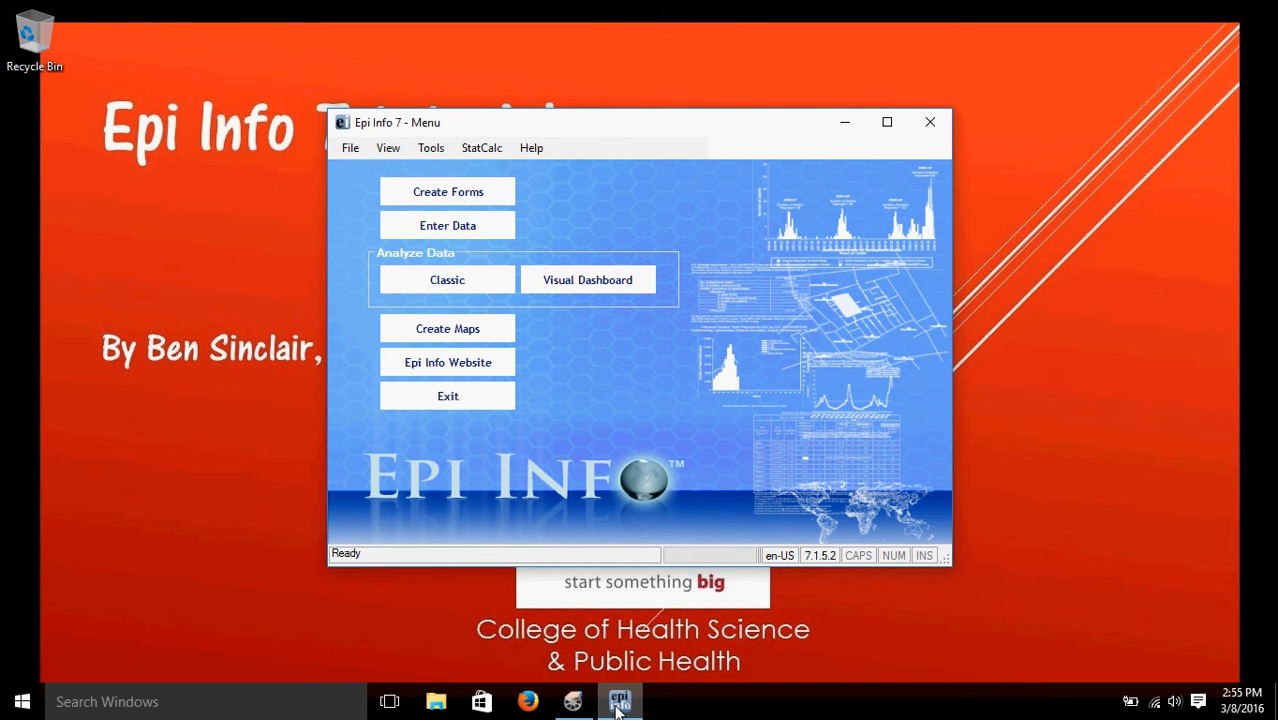 Recycle Bin
Epi Info
By Ben Sinclair,
Epi Info 7 - Menu
File View Tools StatCalc Help
Create Forms
Enter Data
Analyze Data
Classic Visual Dashboard
Create Maps
Epi Info Website
Exit
EPI INFO™
Ready en-US 7.1.5.2 CAPS NUM INS
start something big
College of Health Science
& Public Health
Search Windows
epi
info
2:55 PM
3/8/2016